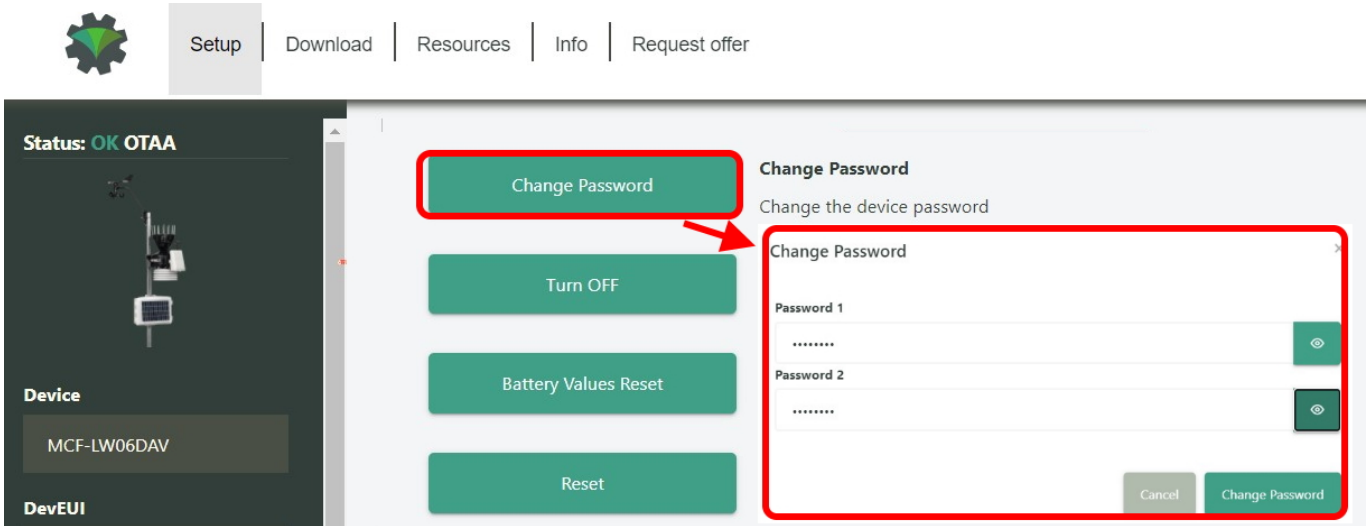 Setup
Download
Resources
Info
Request offer
Status: OK OTAA
Device
MCF-LW06DAV
DevEUI
Change Password
Turn OFF
Battery Values Reset
Reset
Change Password
Change the device password
Change Password
×
Password 1
••••••••
Password 2
••••••••
Cancel
Change Password